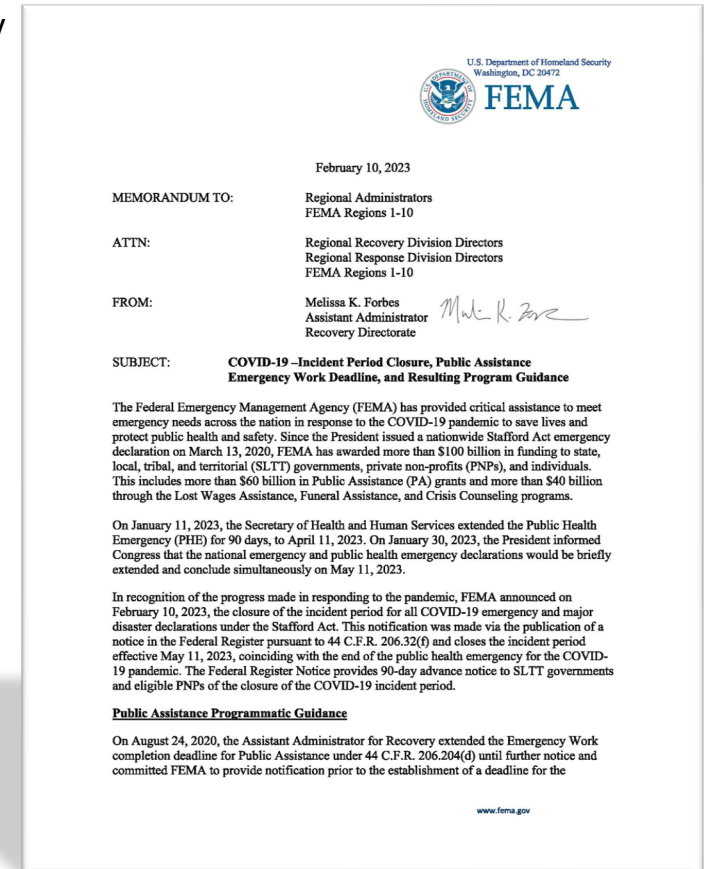 y
U.S. Department of Homeland Security
Washington, DC 20472
FEMA
February 10, 2023
MEMORANDUM TO: Regional Administrators
FEMA Regions 1-10
ATTN: Regional Recovery Division Directors
Regional Response Division Directors
FEMA Regions 1-10
FROM: Melissa K. Forbes
Assistant Administrator
Recovery Directorate
SUBJECT: COVID-19 –Incident Period Closure, Public Assistance
Emergency Work Deadline, and Resulting Program Guidance
The Federal Emergency Management Agency (FEMA) has provided critical assistance to meet
emergency needs across the nation in response to the COVID-19 pandemic to save lives and
protect public health and safety. Since the President issued a nationwide Stafford Act emergency
declaration on March 13, 2020, FEMA has awarded more than $100 billion in funding to state,
local, tribal, and territorial (SLTT) governments, private non-profits (PNPs), and individuals.
This includes more than $60 billion in Public Assistance (PA) grants and more than $40 billion
through the Lost Wages Assistance, Funeral Assistance, and Crisis Counseling programs.
On January 11, 2023, the Secretary of Health and Human Services extended the Public Health
Emergency (PHE) for 90 days, to April 11, 2023. On January 30, 2023, the President informed
Congress that the national emergency and public health emergency declarations would be briefly
extended and conclude simultaneously on May 11, 2023.
In recognition of the progress made in responding to the pandemic, FEMA announced on
February 10, 2023, the closure of the incident period for all COVID-19 emergency and major
disaster declarations under the Stafford Act. This notification was made via the publication of a
notice in the Federal Register pursuant to 44 C.F.R. 206.32(f) and closes the incident period
effective May 11, 2023, coinciding with the end of the public health emergency for the COVID-
19 pandemic. The Federal Register Notice provides 90-day advance notice to SLTT governments
and eligible PNPs of the closure of the COVID-19 incident period.
Public Assistance Programmatic Guidance
On August 24, 2020, the Assistant Administrator for Recovery extended the Emergency Work
completion deadline for Public Assistance under 44 C.F.R. 206.204(d) until further notice and
committed FEMA to provide notification prior to the establishment of a deadline for the
www.fema.gov